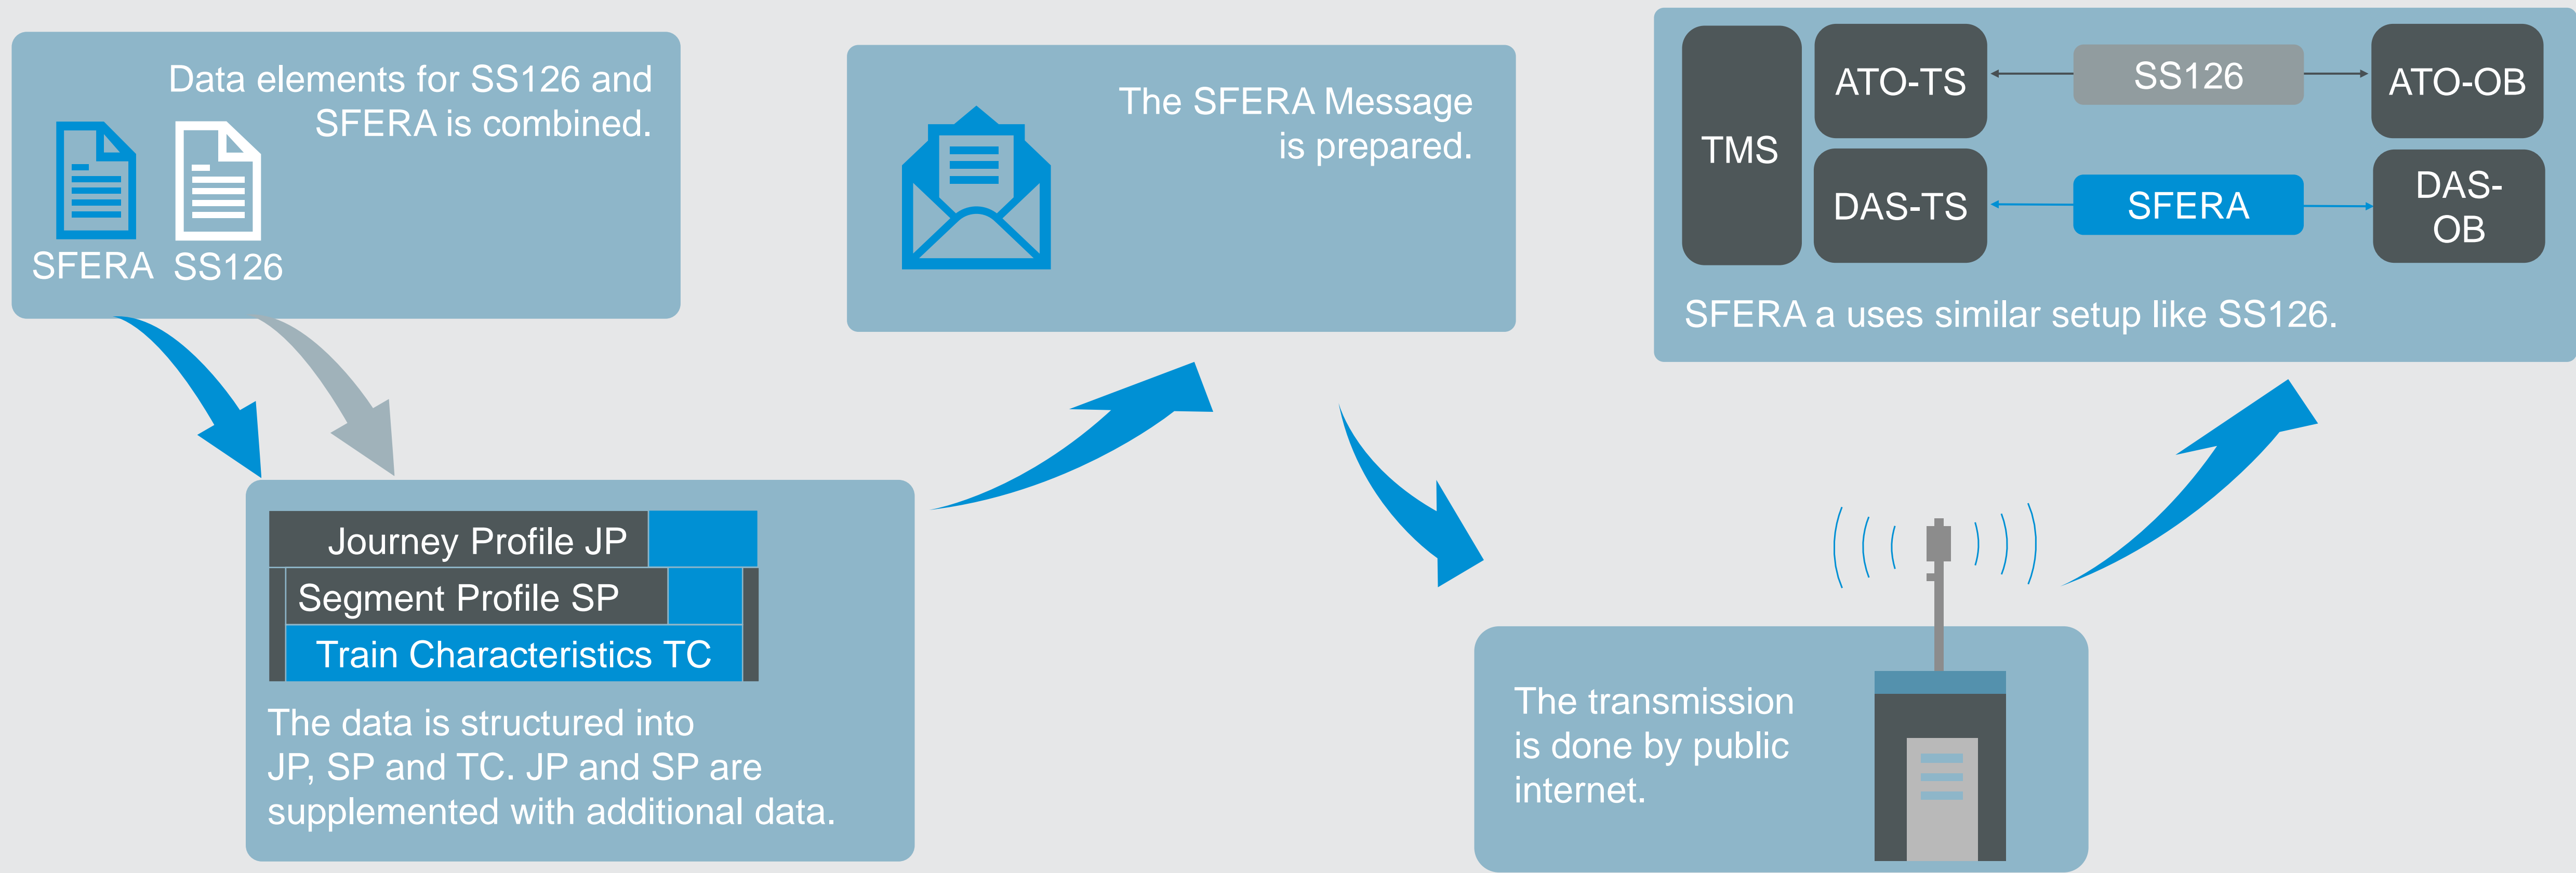 Data elements for SS126 and
SFERA is combined.
SFERA
SS126
Journey Profile JP
Segment Profile SP
Train Characteristics TC
The data is structured into
JP, SP and TC. JP and SP are
supplemented with additional data.
The SFERA Message
is prepared.
The transmission
is done by public
internet.
TMS
ATO-TS
SS126
ATO-OB
DAS-TS
SFERA
DAS-
OB
SFERA a uses similar setup like SS126.